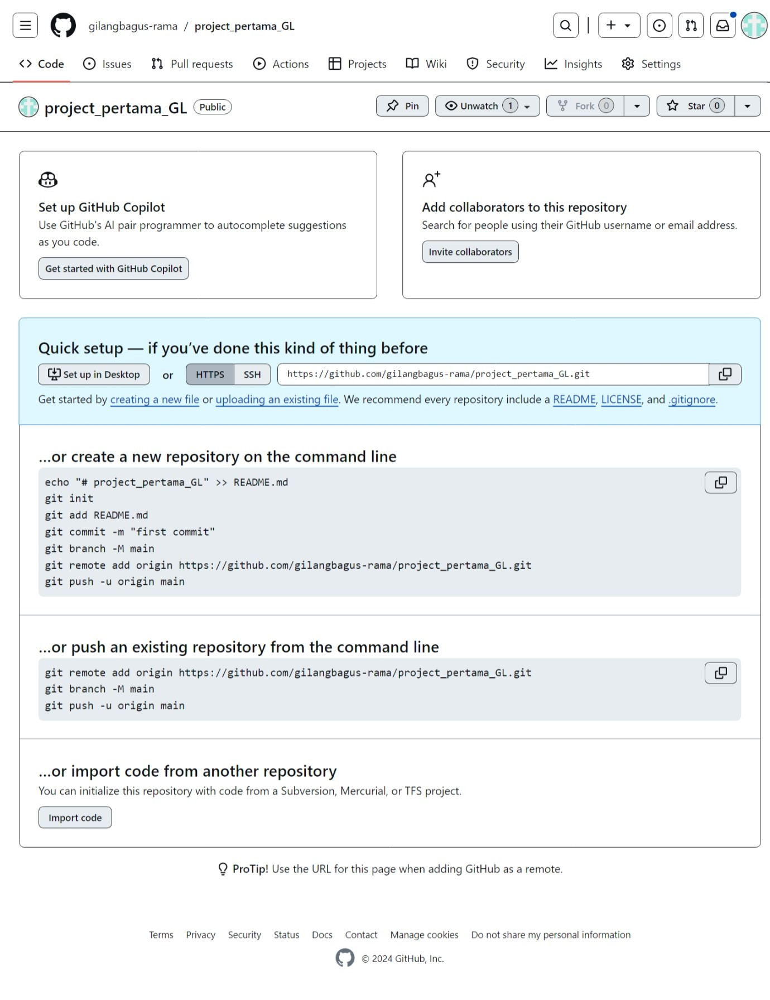 gilangbagus-rama / project_pertama_GL
Code Issues Pull requests Actions Projects Wiki Security Insights Settings
project_pertama_GL Public Pin Unwatch 1 Fork 0 Star 0
Set up GitHub Copilot
Use GitHub's AI pair programmer to autocomplete suggestions
as you code.
Get started with GitHub Copilot
Add collaborators to this repository
Search for people using their GitHub username or email address.
Invite collaborators
Quick setup — if you’ve done this kind of thing before
Set up in Desktop or HTTPS SSH https://github.com/gilangbagus-rama/project_pertama_GL.git
Get started by creating a new file or uploading an existing file. We recommend every repository include a README, LICENSE, and .gitignore.
…or create a new repository on the command line
echo "# project_pertama_GL" >> README.md
git init
git add README.md
git commit -m "first commit"
git branch -M main
git remote add origin https://github.com/gilangbagus-rama/project_pertama_GL.git
git push -u origin main
…or push an existing repository from the command line
git remote add origin https://github.com/gilangbagus-rama/project_pertama_GL.git
git branch -M main
git push -u origin main
…or import code from another repository
You can initialize this repository with code from a Subversion, Mercurial, or TFS project.
Import code
ProTip! Use the URL for this page when adding GitHub as a remote.
Terms Privacy Security Status Docs Contact Manage cookies Do not share my personal information
© 2024 GitHub, Inc.